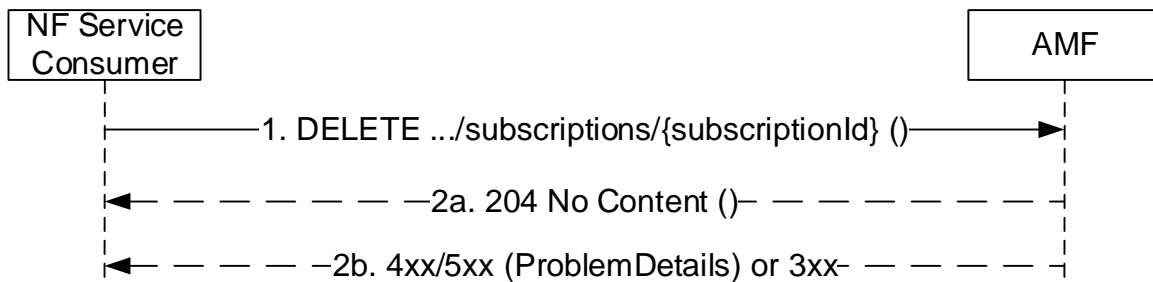 NF Service
Consumer
AMF
1. DELETE .../subscriptions/{subscriptionId} ()
2a. 204 No Content ()
2b. 4xx/5xx (ProblemDetails) or 3xx